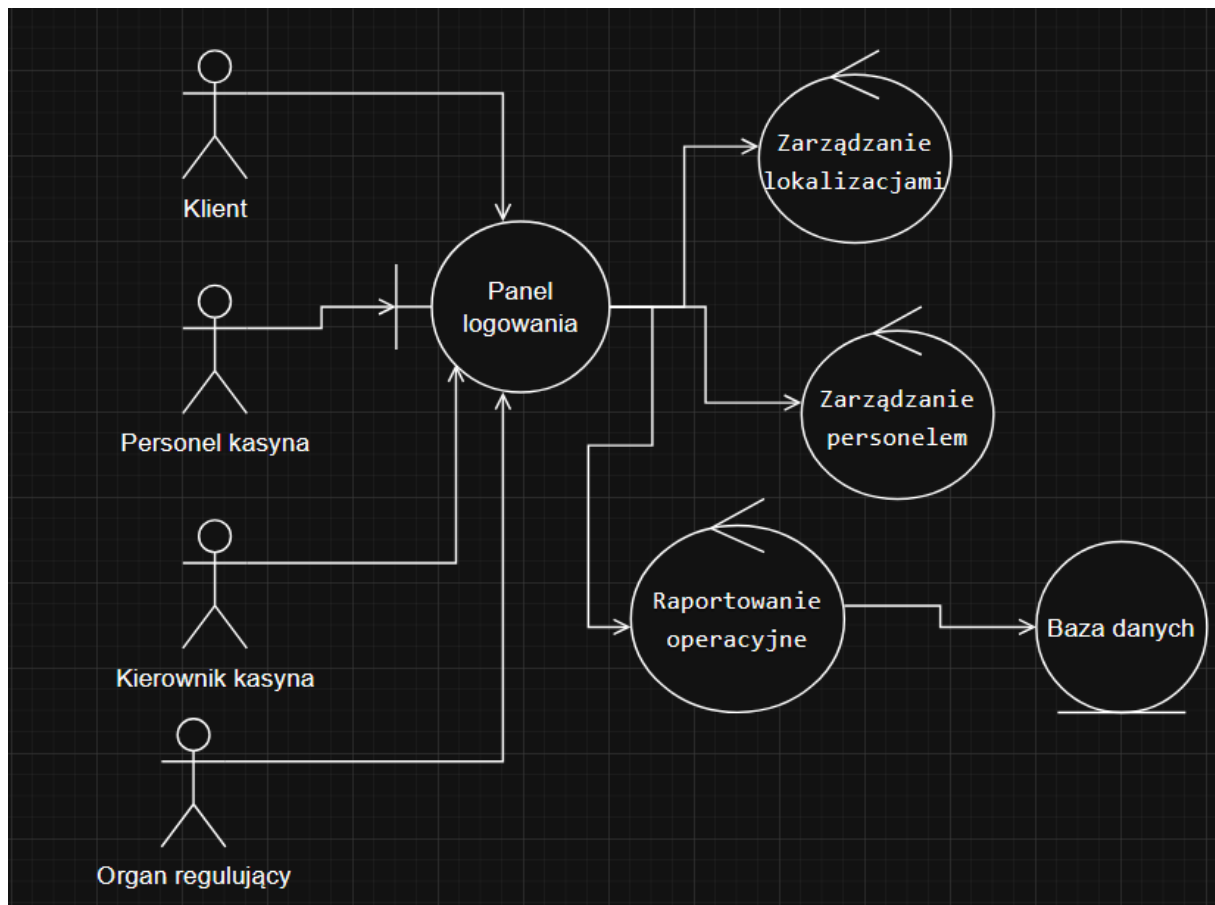 Klient
Personel kasyna
Kierownik kasyna
Organ regulujący
Panel
logowania
Zarządzanie
lokalizacjami
Zarządzanie
personelem
Raportowanie
operacyjne
Baza danych